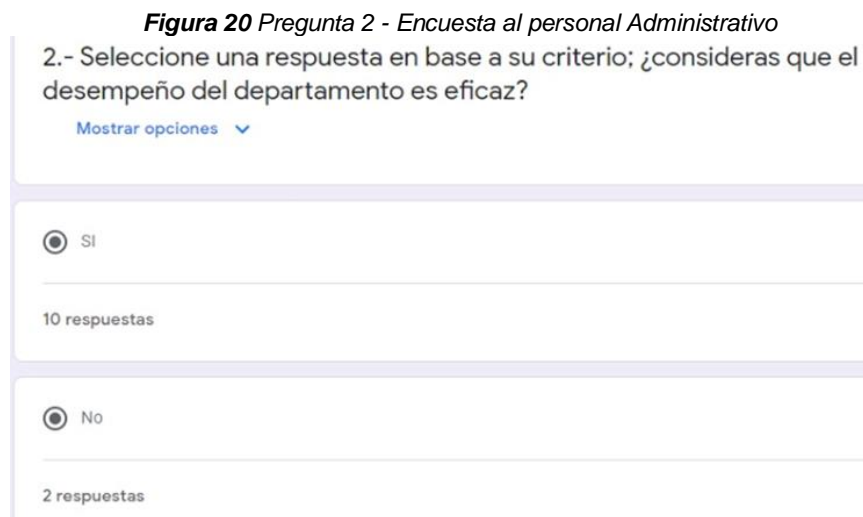 Figura 20 Pregunta 2 - Encuesta al personal Administrativo
2.- Seleccione una respuesta en base a su criterio; ¿consideras que el
desempeño del departamento es eficaz?
Mostrar opciones
SI
10 respuestas
No
2 respuestas